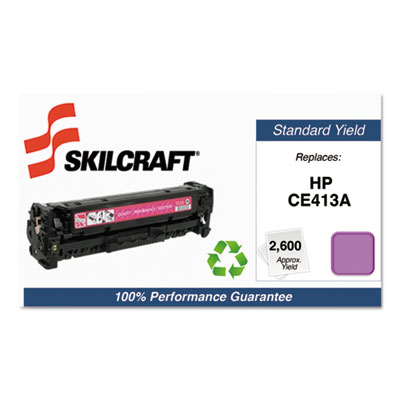 SKILCRAFT®
Standard Yield
Replaces:
HP
CE413A
2,600
Approx.
Yield
100% Performance Guarantee